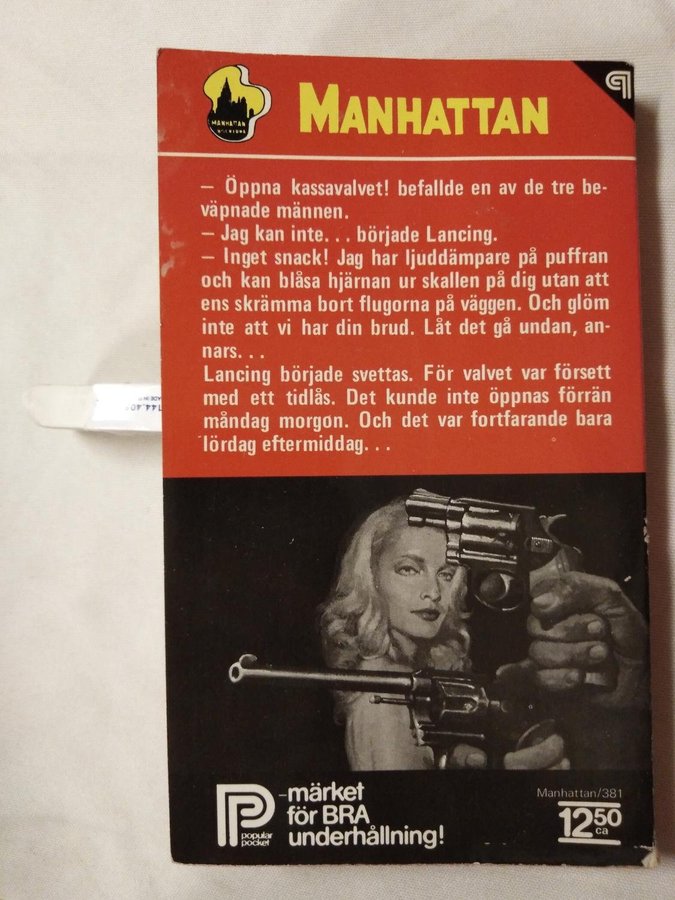 MANHATTAN
MANHATTAN
– Öppna kassavalvet! befallde en av de tre be-
väpnade männen.
– Jag kan inte. . . började Lancing.
– Inget snack! Jag har ljuddämpare på puffran
och kan blåsa hjärnan ur skallen på dig utan att
ens skrämma bort flugorna på väggen. Och glöm
inte att vi har din brud. Låt det gå undan, an-
nars. . .
Lancing började svettas. För valvet var försett
med ett tidlås. Det kunde inte öppnas förrän
måndag morgon. Och det var fortfarande bara
lördag eftermiddag. . .
–märket
för BRA
underhållning!
popular
pocket
Manhattan/381
12 50
ca